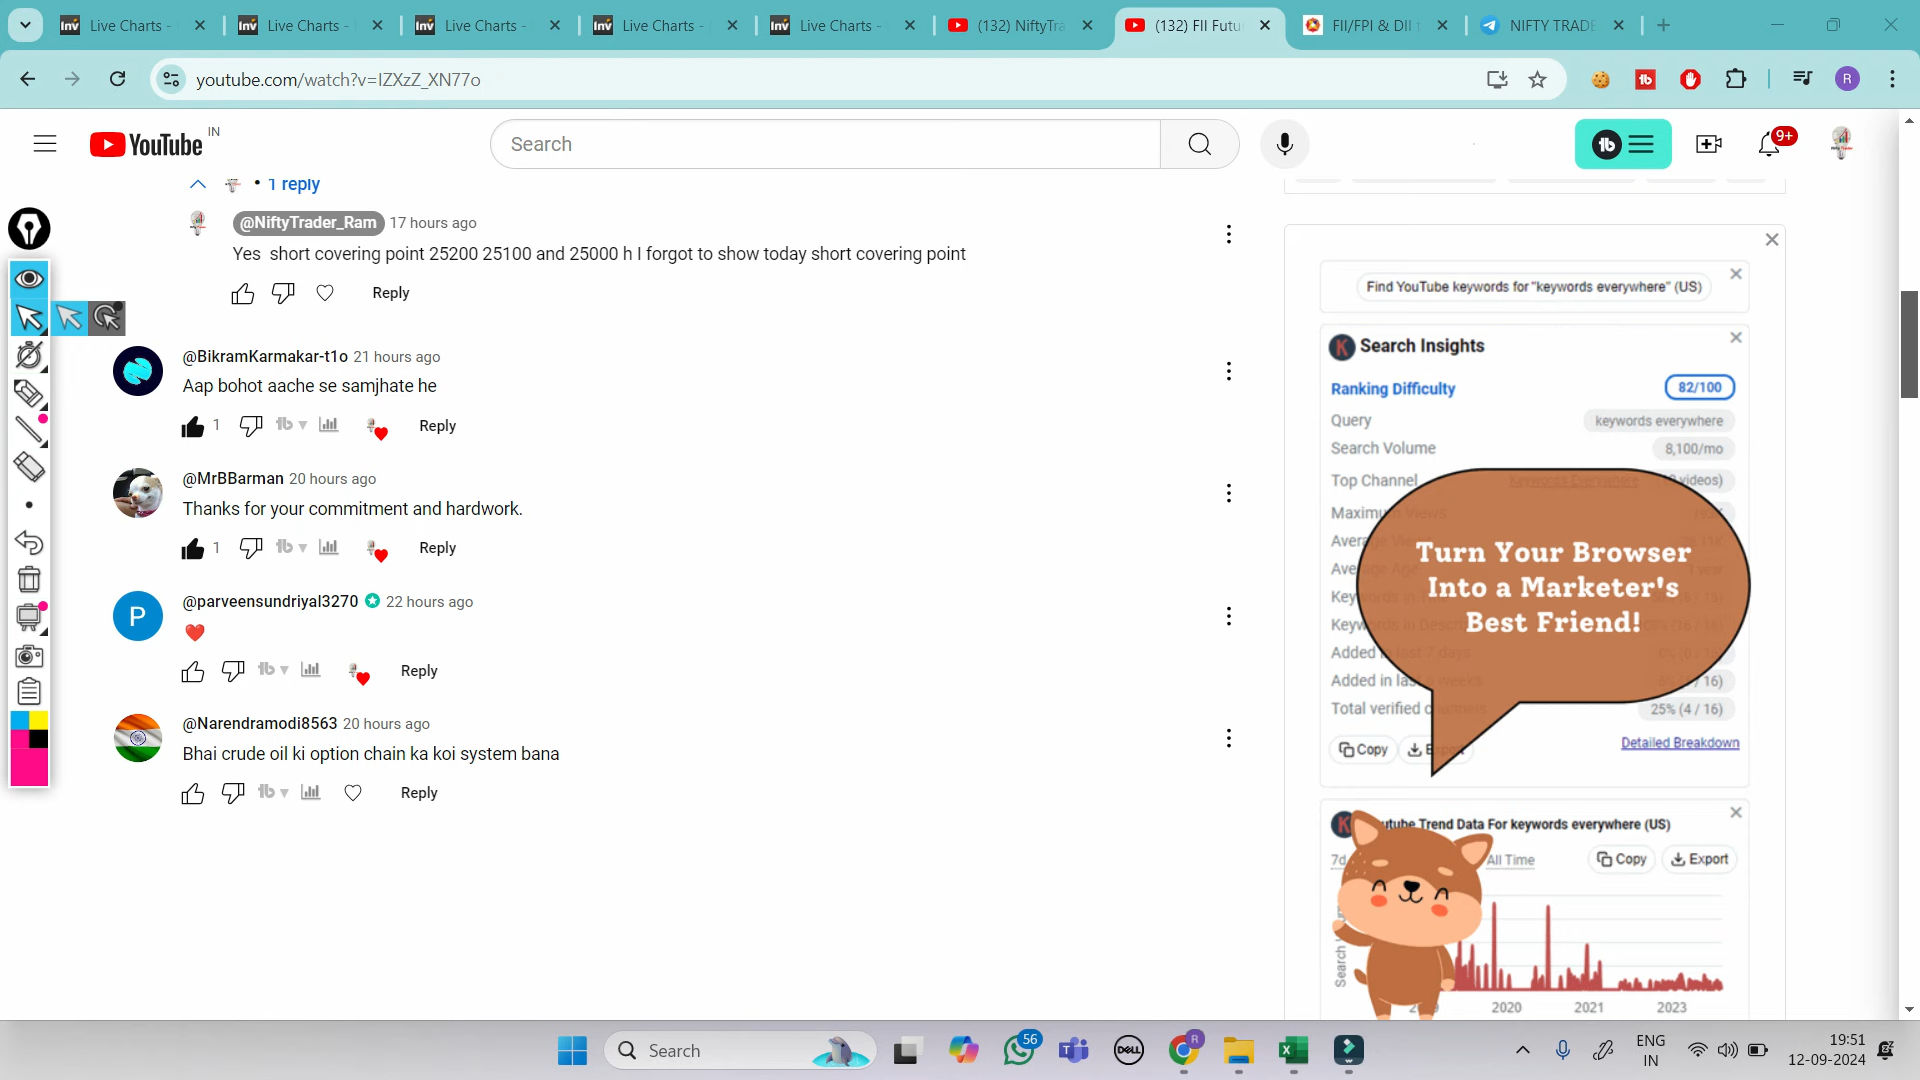 Live Charts -
Live Charts -
Live Charts -
Live Charts -
Live Charts -
(132) NiftyTra
(132) FII Futu
FII/FPI & DII
NIFTY TRADE
youtube.com/watch?v=IZXzZ_XN77o
R
YouTube
IN
Search
9+
1 reply
@NiftyTrader_Ram 17 hours ago
Yes short covering point 25200 25100 and 25000 h I forgot to show today short covering point
Reply
@BikramKarmakar-t1o 21 hours ago
Aap bohot aache se samjhate he
1
Reply
@MrBBarman 20 hours ago
Thanks for your commitment and hardwork.
1
Reply
P
@parveensundriyal3270 22 hours ago
❤️
Reply
@Narendramodi8563 20 hours ago
Bhai crude oil ki option chain ka koi system bana
Reply
Find YouTube keywords for "keywords everywhere" (US)
K Search Insights
Ranking Difficulty 82/100
Query keywords everywhere
Search Volume 8,100/mo
Top Channel
Turn Your Browser
Into a Marketer's
Best Friend!
Added in last
Total verified
25% (4 / 16)
Copy
Detailed Breakdown
Trend Data For keywords everywhere (US)
All Time
Copy
Export
2020 2021 2023
Search
56
DELL
R
ENG
IN
19:51
12-09-2024